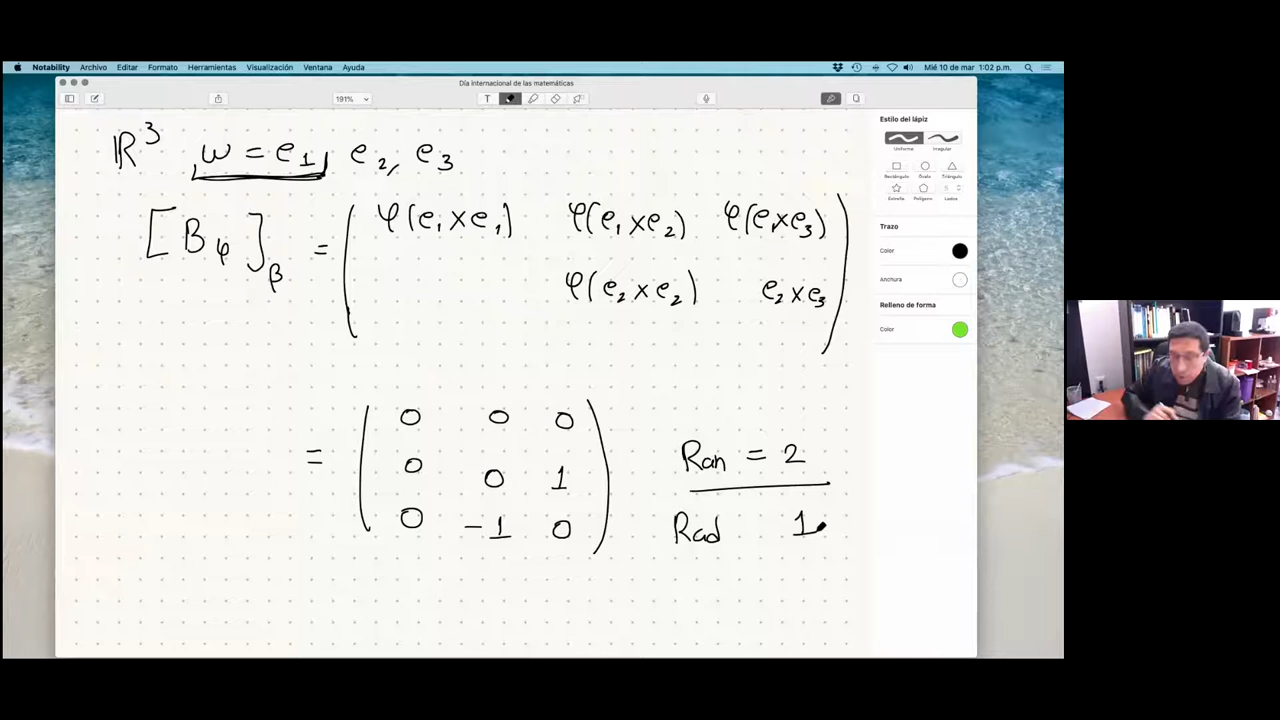 Notability Archivo Editar Formato Herramientas Visualización Ventana Ayuda Mié 10 de mar 1:02 p.m.
Día internacional de las matemáticas
191% T
Estilo del lápiz
Uniforme Irregular
Rectángulo Óvalo Triángulo
Estrella Polígono Lados
Trazo
Color
Anchura
Relleno de forma
Color
ℝ³ w = e₁, e₂, e₃
[B_φ]_β = ( φ(e₁×e₁) φ(e₁×e₂) φ(e₁×e₃) )
φ(e₂×e₂) e₂×e₃
= ( 0 0 0
0 0 1
0 -1 0 )
Ran = 2
Rad 1